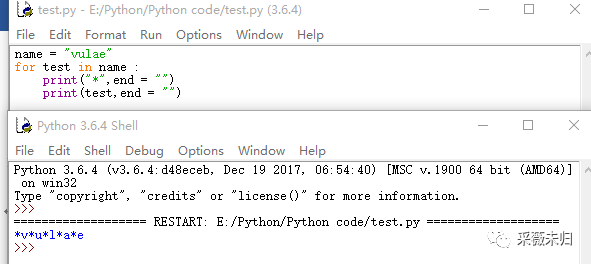 test.py - E:/Python/Python code/test.py (3.6.4)
File Edit Format Run Options Window Help
name = "vulae"
for test in name :
    print("*",end = "")
    print(test,end = "")
Python 3.6.4 Shell
File Edit Shell Debug Options Window Help
Python 3.6.4 (v3.6.4:d48eceb, Dec 19 2017, 06:54:40) [MSC v.1900 64 bit (AMD64)]
 on win32
Type "copyright", "credits" or "license()" for more information.
>>>
=================== RESTART: E:/Python/Python code/test.py ===================
*v*u*l*a*e
>>>
采薇未归